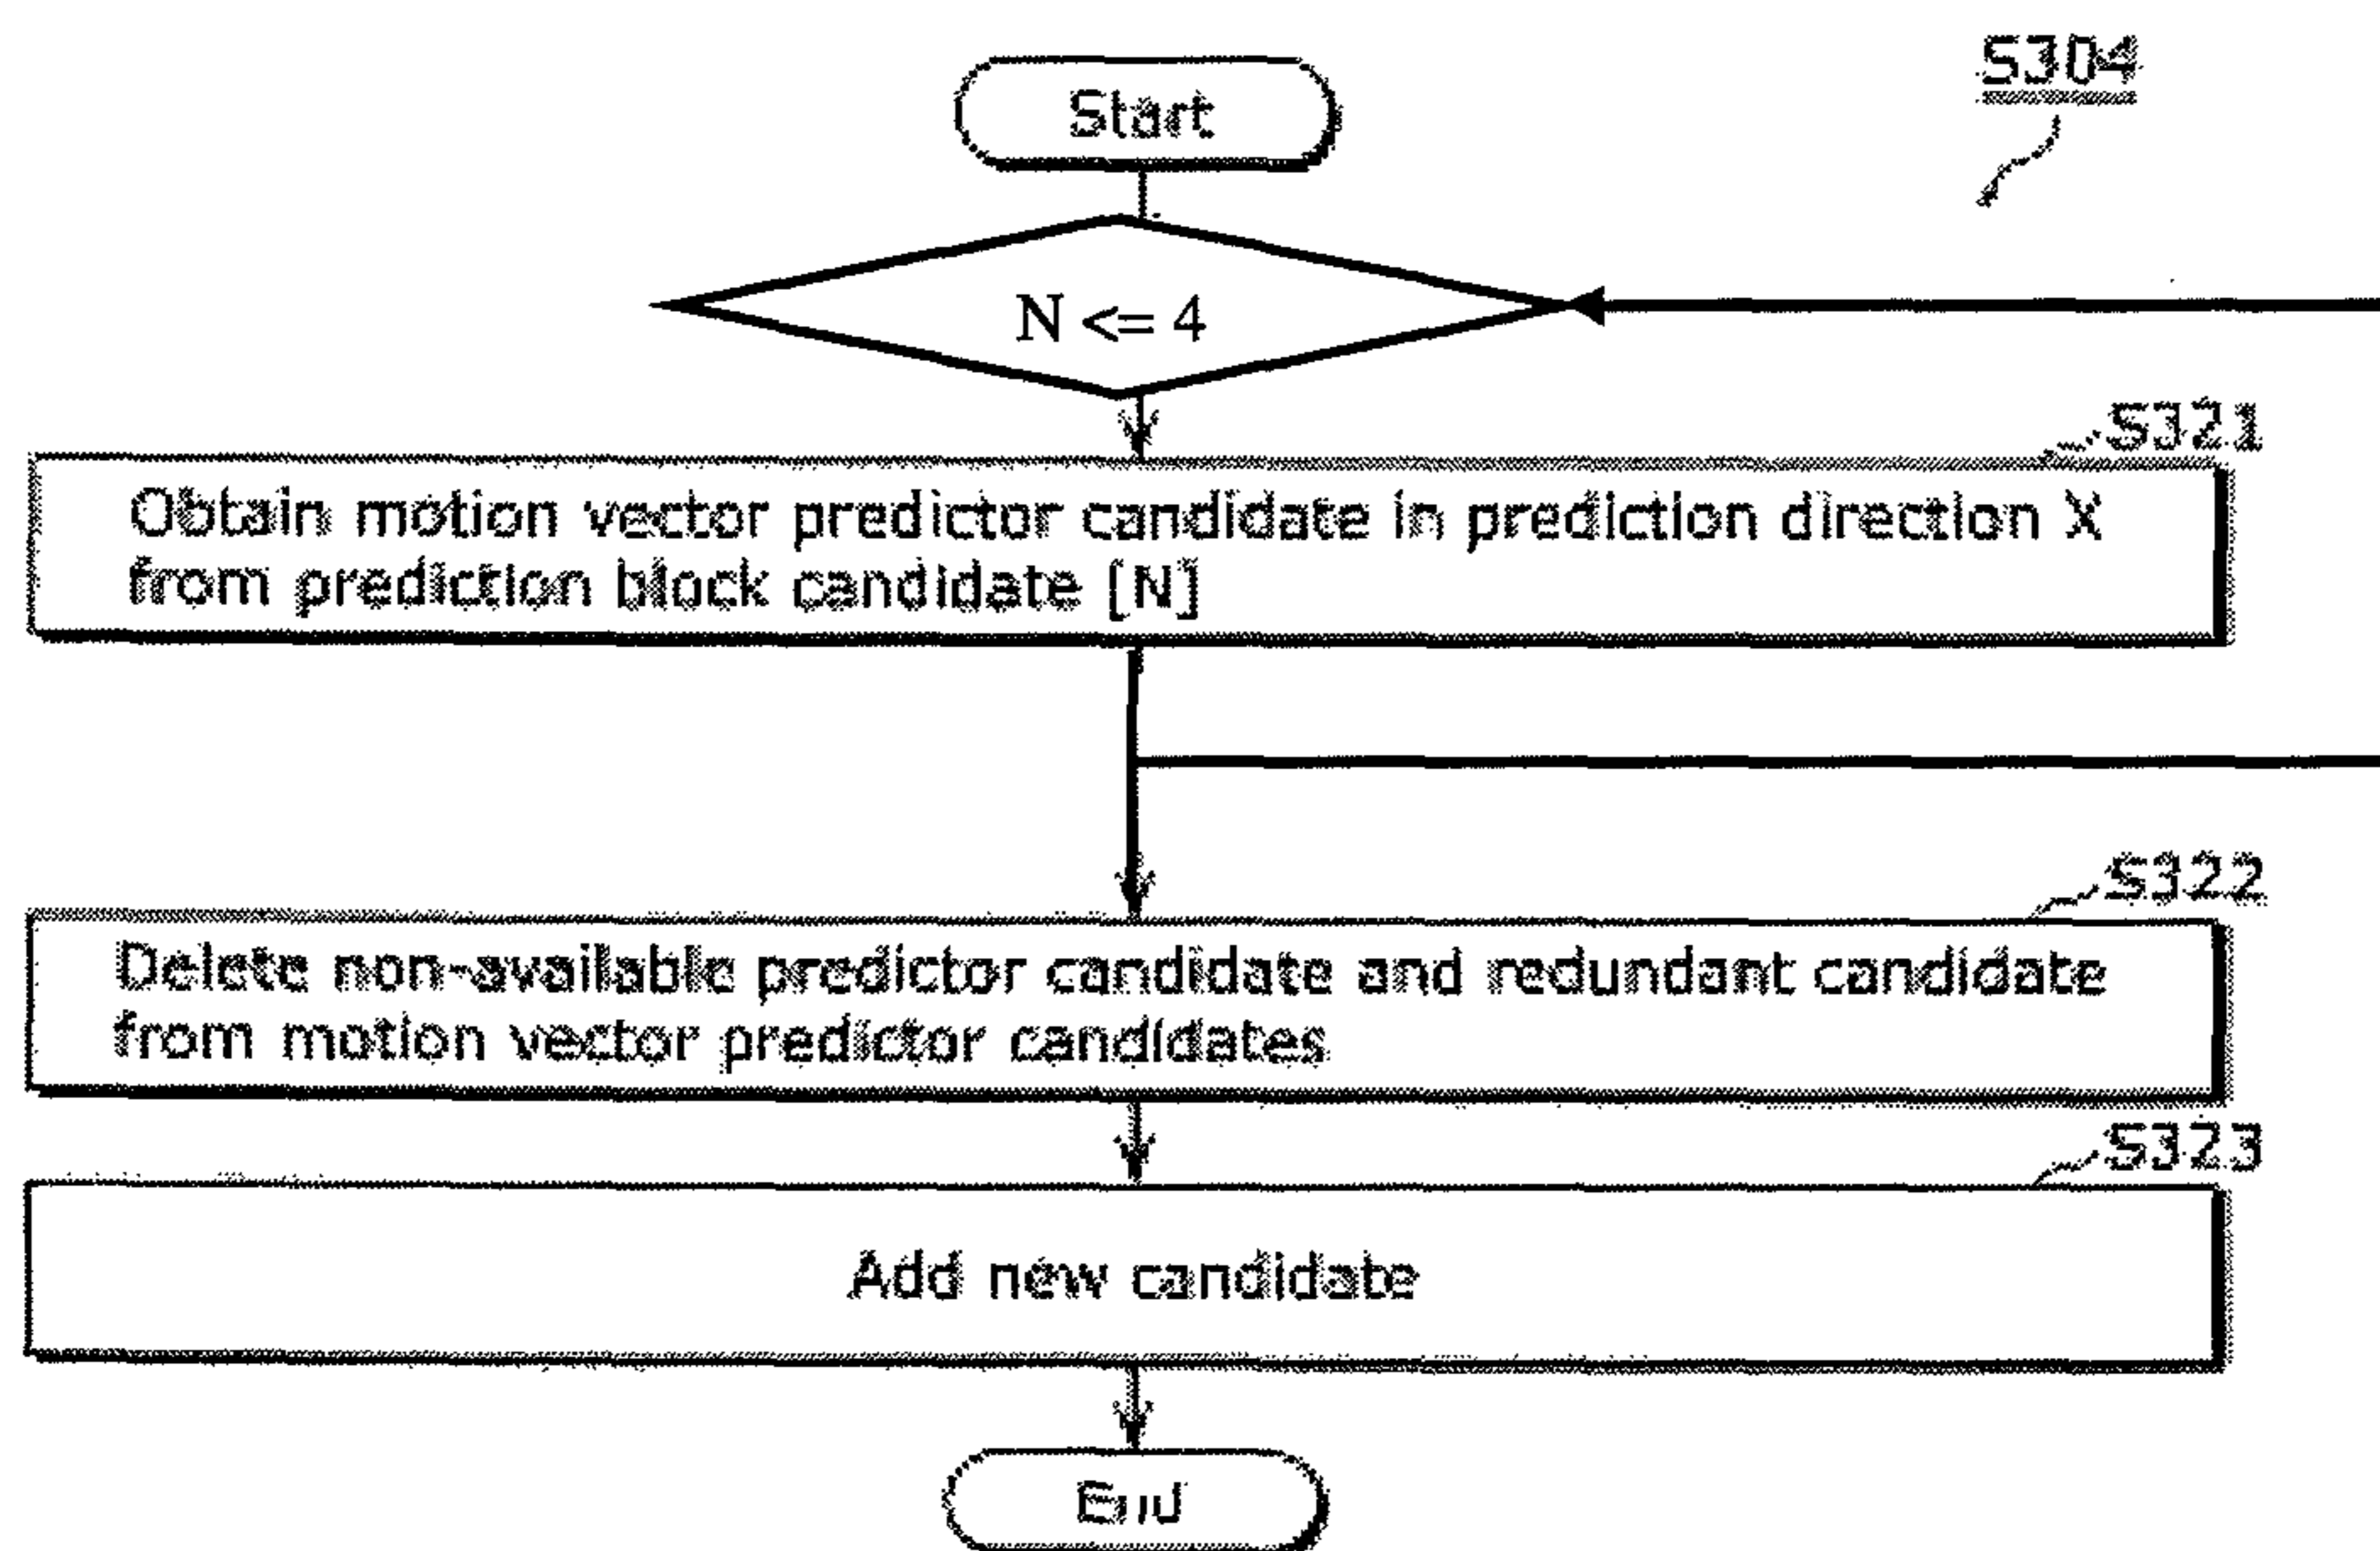 S304
Start
N <= 4
S321
Obtain motion vector predictor candidate in prediction direction X
from prediction block candidate [N]
S322
Delete non-available predictor candidate and redundant candidate
from motion vector predictor candidates
S323
Add new candidate
End